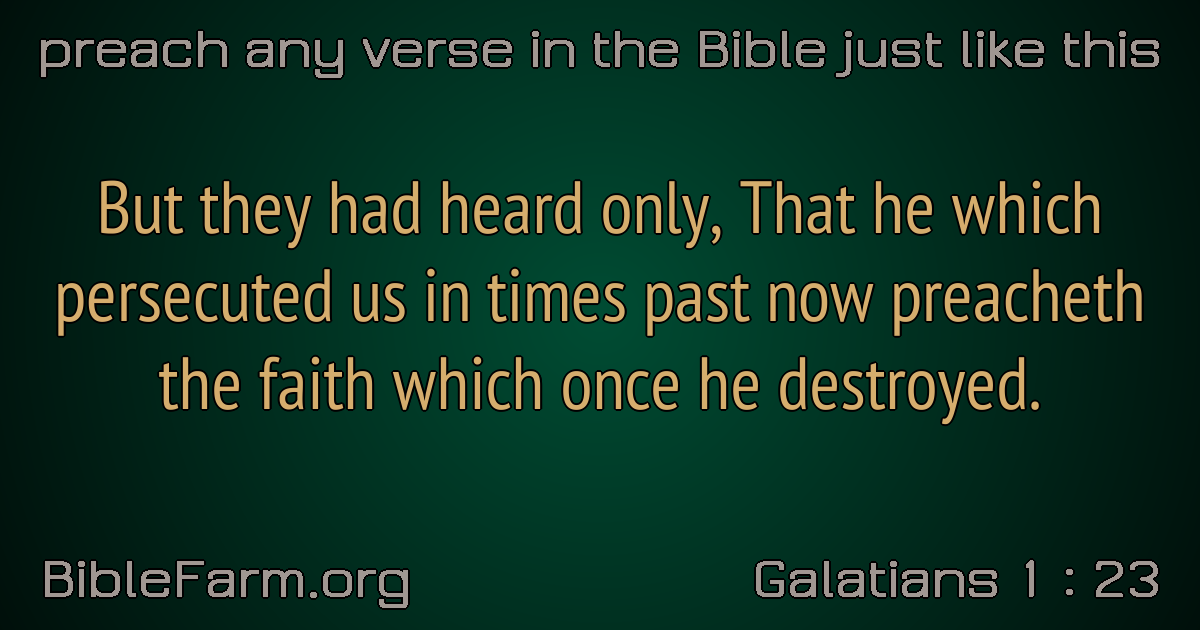 preach any verse in the Bible just like this
But they had heard only, That he which
persecuted us in times past now preacheth
the faith which once he destroyed.
BibleFarm.org
Galatians 1 : 23